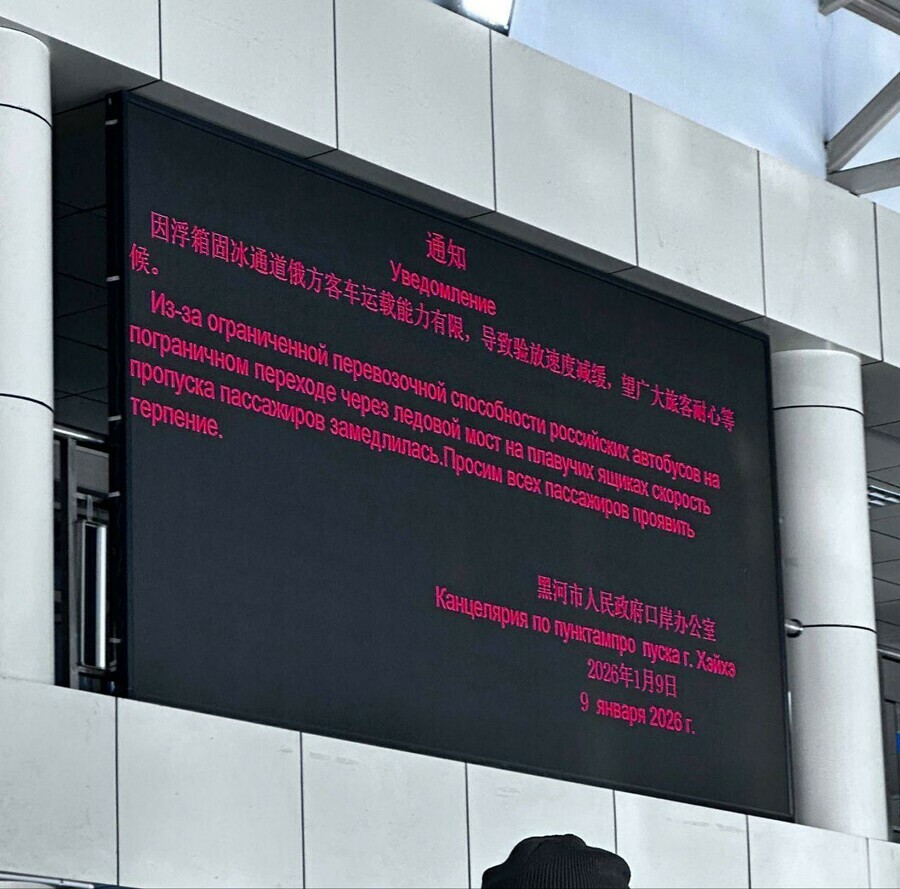 通知
Уведомление
因浮箱固冰通道俄方客车运载能力有限，导致验放速度减缓，望广大旅客耐心等
候。
Из-за ограниченной перевозочной способности российских автобусов на
пограничном переходе через ледовой мост на плавучих ящиках скорость
пропуска пассажиров замедлилась.Просим всех пассажиров проявить
терпение.
黑河市人民政府口岸办公室
Канцелярия по пунктампро пуска г. Хэйхэ
2026年1月9日
9 января 2026 г.